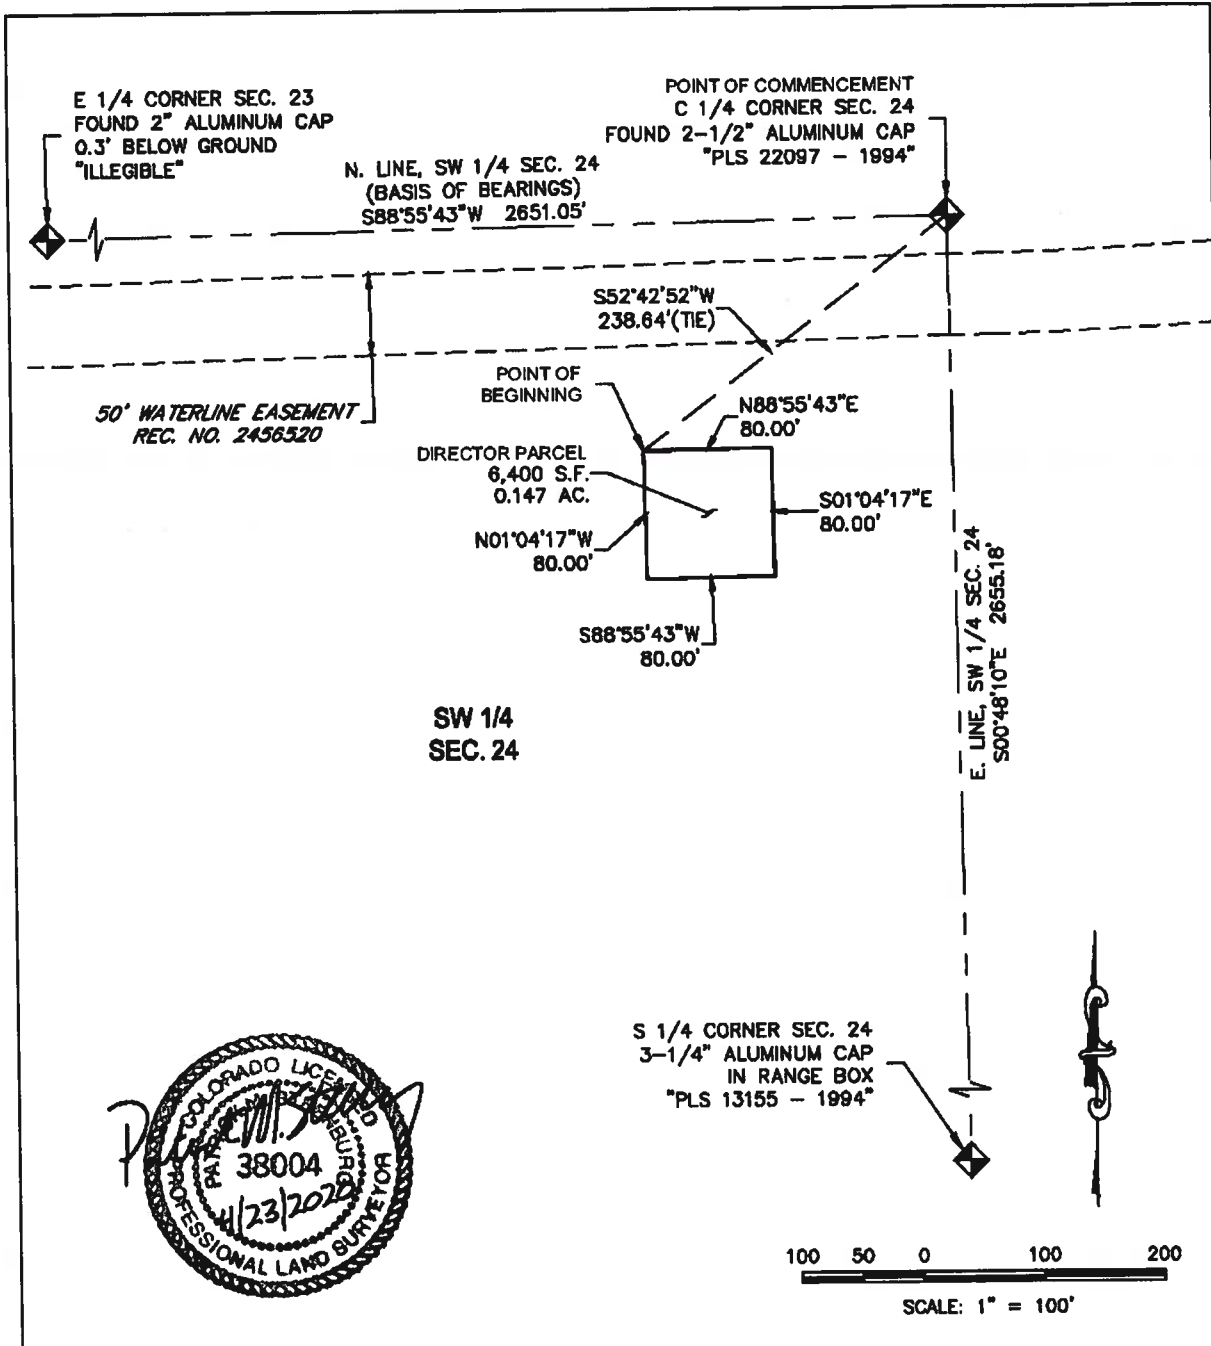 E 1/4 CORNER SEC. 23
FOUND 2" ALUMINUM CAP
0.3' BELOW GROUND
"ILLEGIBLE"
POINT OF COMMENCEMENT
C 1/4 CORNER SEC. 24
FOUND 2-1/2" ALUMINUM CAP
"PLS 22097 - 1994"
N. LINE, SW 1/4 SEC. 24
(BASIS OF BEARINGS)
S88°55'43"W 2651.05'
S52°42'52"W
238.64'(TIE)
50' WATERLINE EASEMENT
REC. NO. 2456520
POINT OF
BEGINNING
N88°55'43"E
80.00'
DIRECTOR PARCEL
6,400 S.F.
0.147 AC.
S01°04'17"E
80.00'
N01°04'17"W
80.00'
S88°55'43"W
80.00'
E. LINE, SW 1/4 SEC. 24
S00°48'10"E 2655.18'
SW 1/4
SEC. 24
S 1/4 CORNER SEC. 24
3-1/4" ALUMINUM CAP
IN RANGE BOX
"PLS 13155 - 1994"
COLORADO LICENSED
38004
PROFESSIONAL LAND SURVEYOR
100 50 0 100 200
SCALE: 1" = 100'